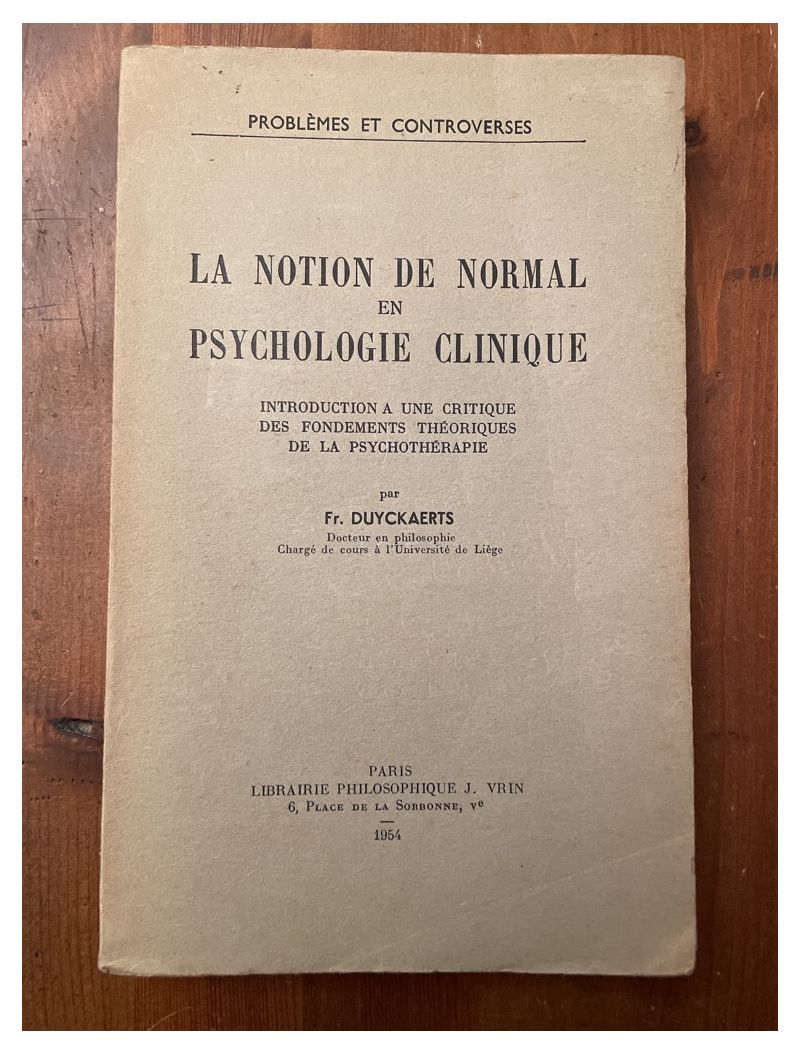 PROBLÈMES ET CONTROVERSES
LA NOTION DE NORMAL
EN
PSYCHOLOGIE CLINIQUE
INTRODUCTION A UNE CRITIQUE
DES FONDEMENTS THÉORIQUES
DE LA PSYCHOTHÉRAPIE
par
Fr. DUYCKAERTS
Docteur en philosophie
Chargé de cours à l'Université de Liège
PARIS
LIBRAIRIE PHILOSOPHIQUE J. VRIN
6, PLACE DE LA SORBONNE, Ve
1954